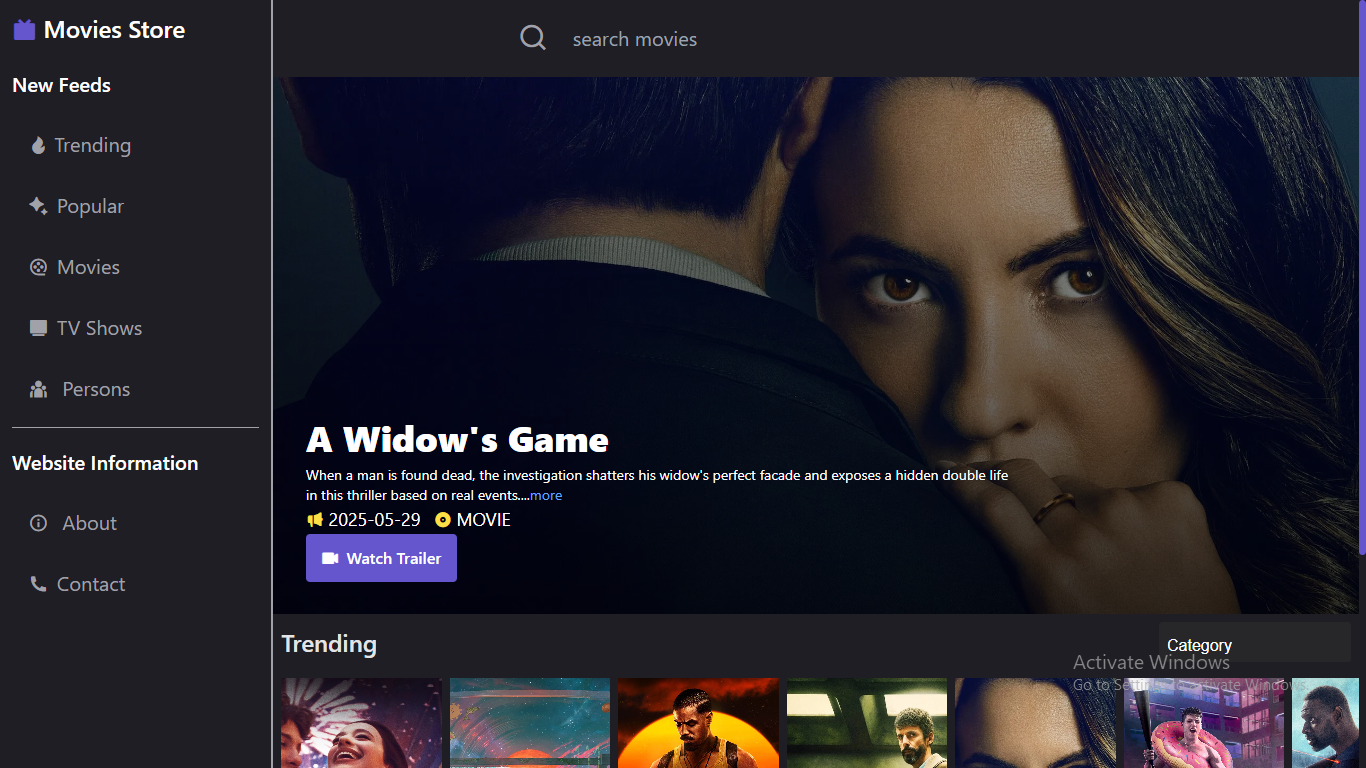 Movies Store
search movies
New Feeds
Trending
Popular
Movies
TV Shows
Persons
Website Information
About
Contact
A Widow's Game
When a man is found dead, the investigation shatters his widow's perfect facade and exposes a hidden double life
in this thriller based on real events....more
2025-05-29 MOVIE
Watch Trailer
Trending
Category
Activate Windows
Go to Settings to activate Windows.